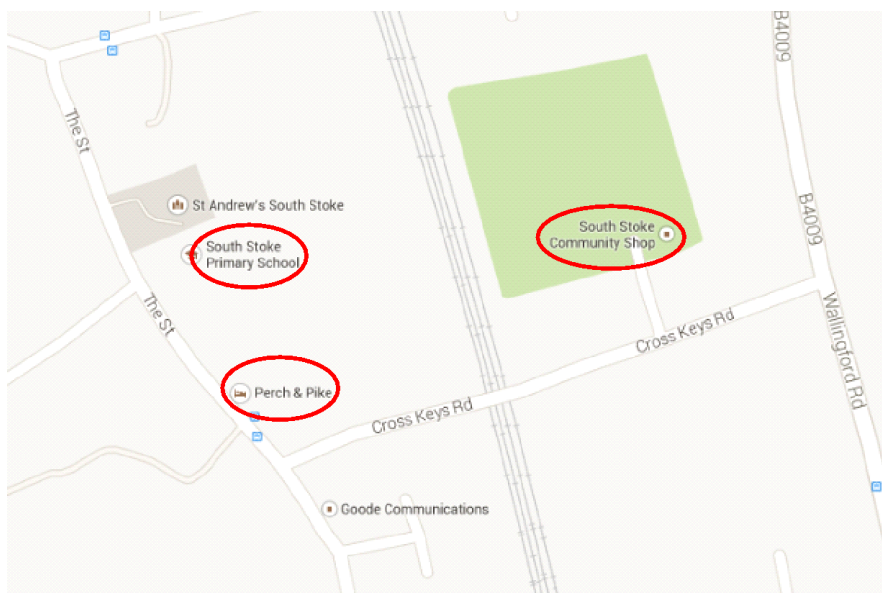 B4009
The St
St Andrew's South Stoke
South Stoke
Primary School
South Stoke
Community Shop
B4009
The St
Cross Keys Rd
Wallingford Rd
Perch & Pike
Cross Keys Rd
Goode Communications